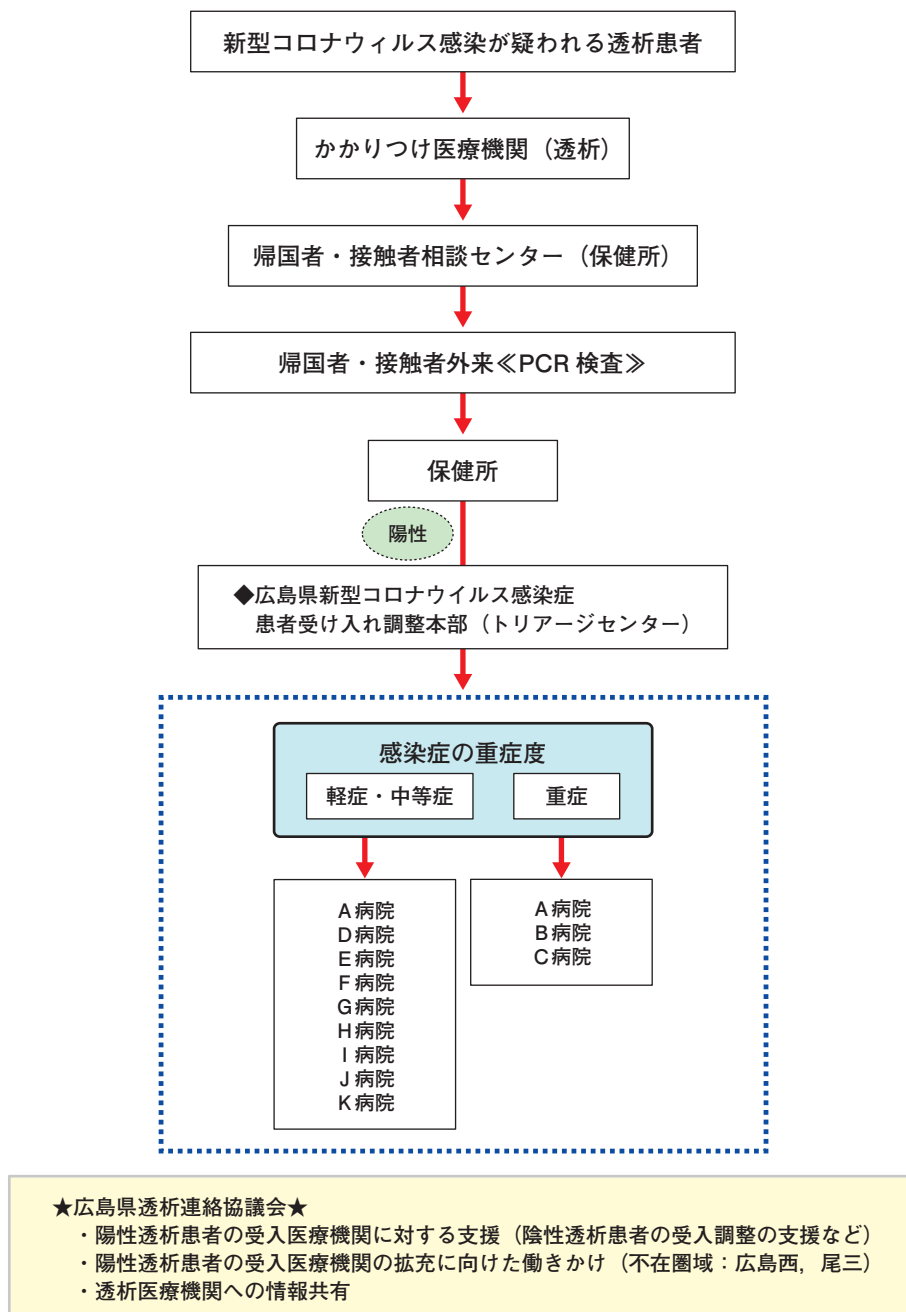 新型コロナウィルス感染が疑われる透析患者
かかりつけ医療機関（透析）
帰国者・接触者相談センター（保健所）
帰国者・接触者外来≪PCR 検査≫
保健所
陽性
◆広島県新型コロナウイルス感染症
患者受け入れ調整本部（トリアージセンター）
感染症の重症度
軽症・中等症
重症
A病院
D病院
E病院
F病院
G病院
H病院
I病院
J病院
K病院
A病院
B病院
C病院
★広島県透析連絡協議会★
・陽性透析患者の受入医療機関に対する支援（陰性透析患者の受入調整の支援など）
・陽性透析患者の受入医療機関の拡充に向けた働きかけ（不在圏域：広島西，尾三）
・透析医療機関への情報共有